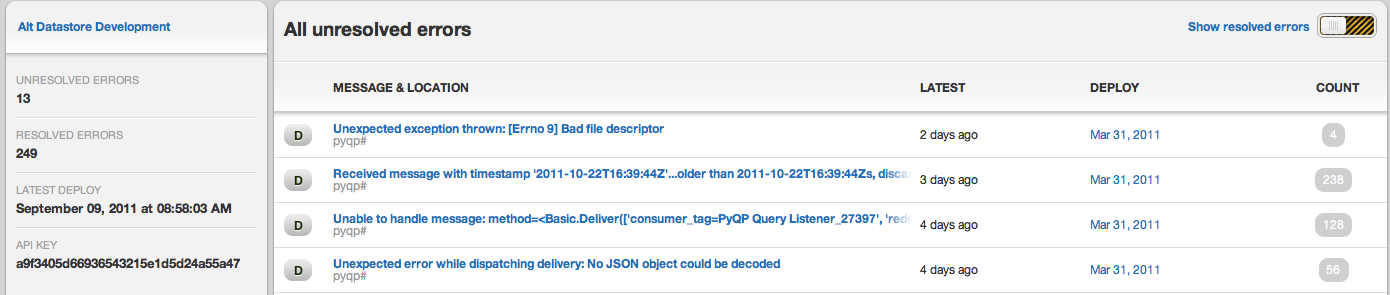 Alt Datastore Development
UNRESOLVED ERRORS
13
RESOLVED ERRORS
249
LATEST DEPLOY
September 09, 2011 at 08:58:03 AM
API KEY
a9f3405d66936543215e1d5d24a55a47
All unresolved errors
Show resolved errors
MESSAGE & LOCATION LATEST DEPLOY COUNT
D Unexpected exception thrown: [Errno 9] Bad file descriptor 2 days ago Mar 31, 2011 4
pyqp#
D Received message with timestamp '2011-10-22T16:39:44Z'...older than 2011-10-22T16:39:44Zs, disca 3 days ago Mar 31, 2011 238
pyqp#
D Unable to handle message: method=<Basic.Deliver(['consumer_tag=PyQP Query Listener_27397', 'rede 4 days ago Mar 31, 2011 128
pyqp#
D Unexpected error while dispatching delivery: No JSON object could be decoded 4 days ago Mar 31, 2011 56
pyqp#